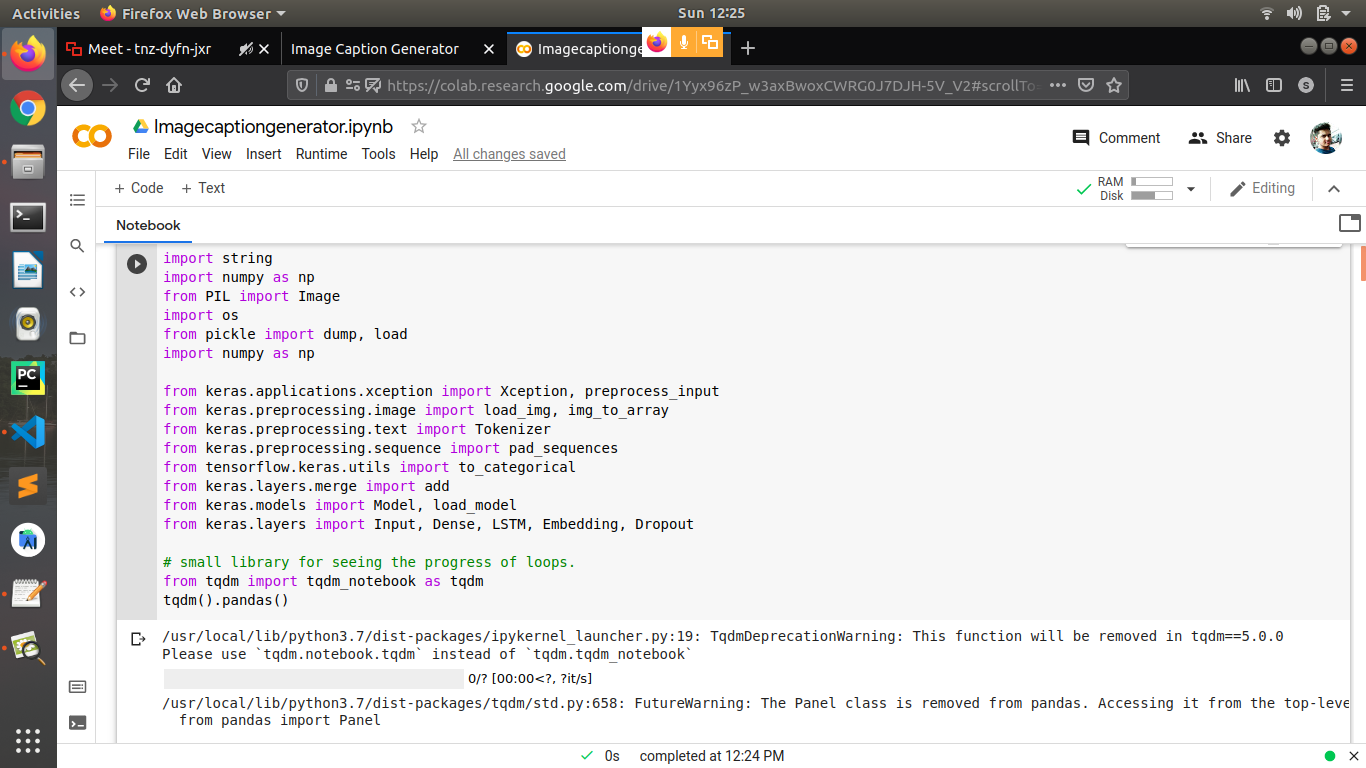 Activities
Firefox Web Browser
Sun 12:25
Meet - tnz-dyfn-jxr
Image Caption Generator
Imagecaptionge
https://colab.research.google.com/drive/1Yyx96zP_w3axBwoxCWRG0J7DJH-5V_V2#scrollTo
S
Imagecaptiongenerator.ipynb
Comment
Share
File Edit View Insert Runtime Tools Help All changes saved
+ Code + Text
RAM
Disk
Editing
Notebook
import string
import numpy as np
from PIL import Image
import os
from pickle import dump, load
import numpy as np
from keras.applications.xception import Xception, preprocess_input
from keras.preprocessing.image import load_img, img_to_array
from keras.preprocessing.text import Tokenizer
from keras.preprocessing.sequence import pad_sequences
from tensorflow.keras.utils import to_categorical
from keras.layers.merge import add
from keras.models import Model, load_model
from keras.layers import Input, Dense, LSTM, Embedding, Dropout
# small library for seeing the progress of loops.
from tqdm import tqdm_notebook as tqdm
tqdm().pandas()
/usr/local/lib/python3.7/dist-packages/ipykernel_launcher.py:19: TqdmDeprecationWarning: This function will be removed in tqdm==5.0.0
Please use `tqdm.notebook.tqdm` instead of `tqdm.tqdm_notebook`
0/? [00:00<?, ?it/s]
/usr/local/lib/python3.7/dist-packages/tqdm/std.py:658: FutureWarning: The Panel class is removed from pandas. Accessing it from the top-leve
from pandas import Panel
0s completed at 12:24 PM
PC